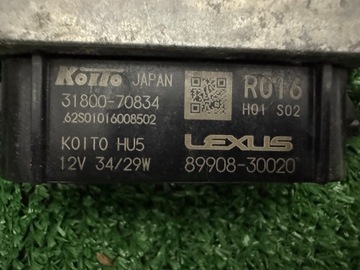 KOITO JAPAN
R016
31800-70834
H01 S02
62S01016008502
KOITO HU5
LEXUS
12V 34/29W
89908-30020